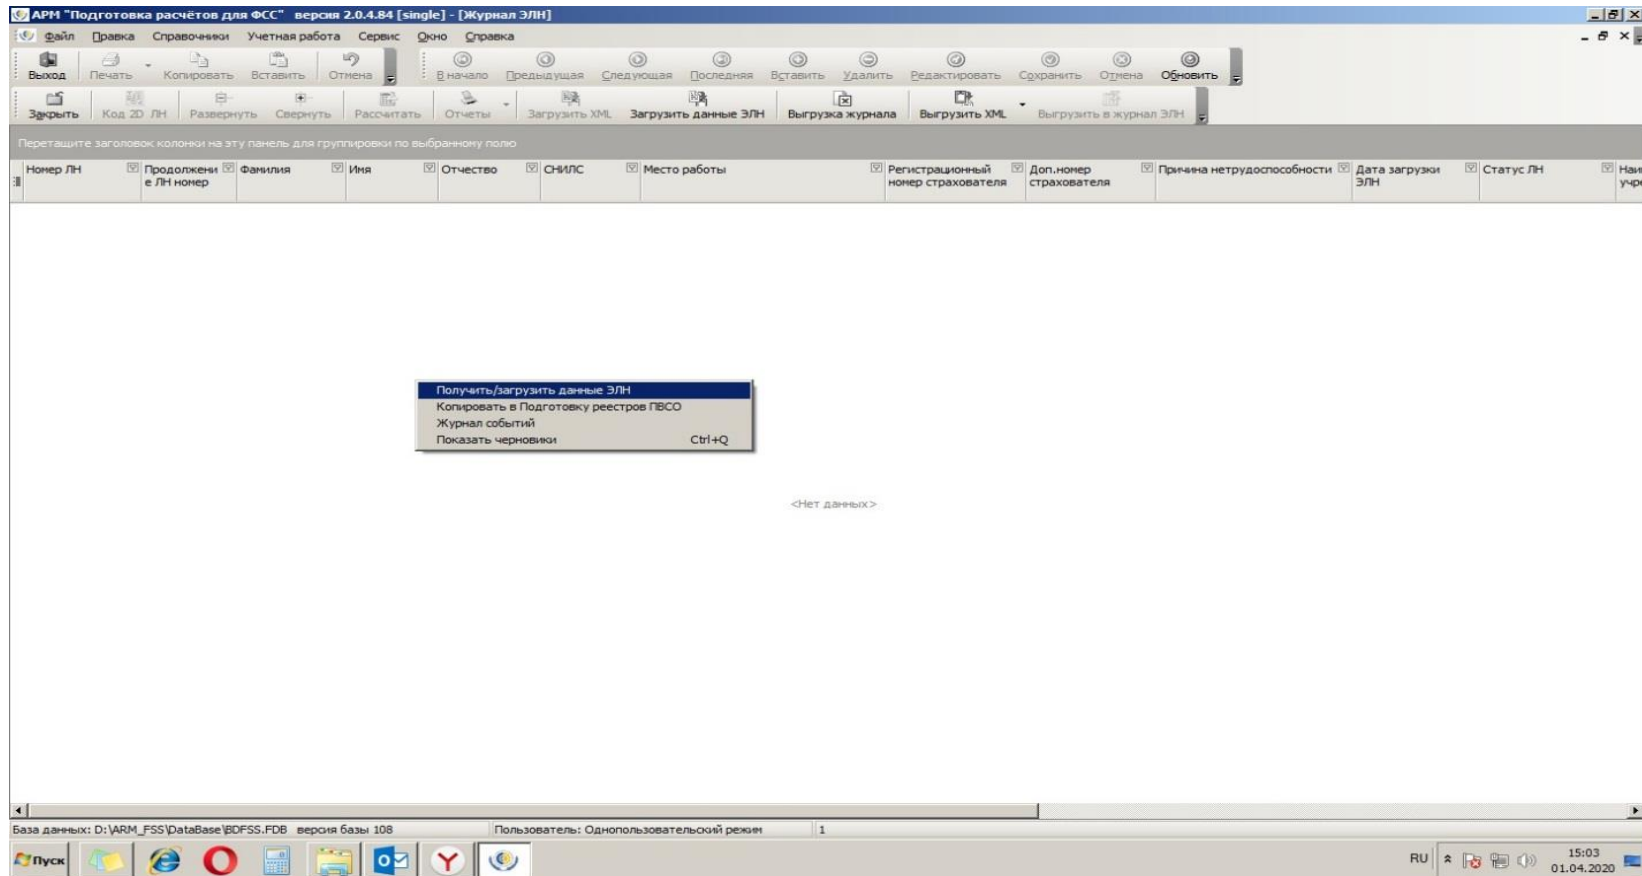 АРМ "Подготовка расчётов для ФСС" версия 2.0.4.84 [single] - [Журнал ЭЛН]
Файл Правка Справочники Учетная работа Сервис Окно Справка
Выход Печать Копировать Вставить Отмена В начало Предыдущая Следующая Последняя Вставить Удалить Редактировать Сохранить Отмена Обновить
Закрыть Код 2D ЛН Развернуть Свернуть Рассчитать Отчеты Загрузить XML Загрузить данные ЭЛН Выгрузка журнала Выгрузить XML Выгрузить в журнал ЭЛН
Перетащите заголовок колонки на эту панель для группировки по выбранному полю
Номер ЛН Продолжени Фамилия Имя Отчество СНИЛС Место работы Регистрационный Доп.номер Причина нетрудоспособности Дата загрузки Статус ЛН Наи
е ЛН номер номер страхователя страхователя ЭЛН учре
Получить/загрузить данные ЭЛН
Копировать в Подготовку реестров ПВСО
Журнал событий
Показать черновики Ctrl+Q
<Нет данных>
База данных: D:\ARM_FSS\DataBase\BDFSS.FDB версия базы 108 Пользователь: Однопользовательский режим 1
Пуск RU 15:03
01.04.2020